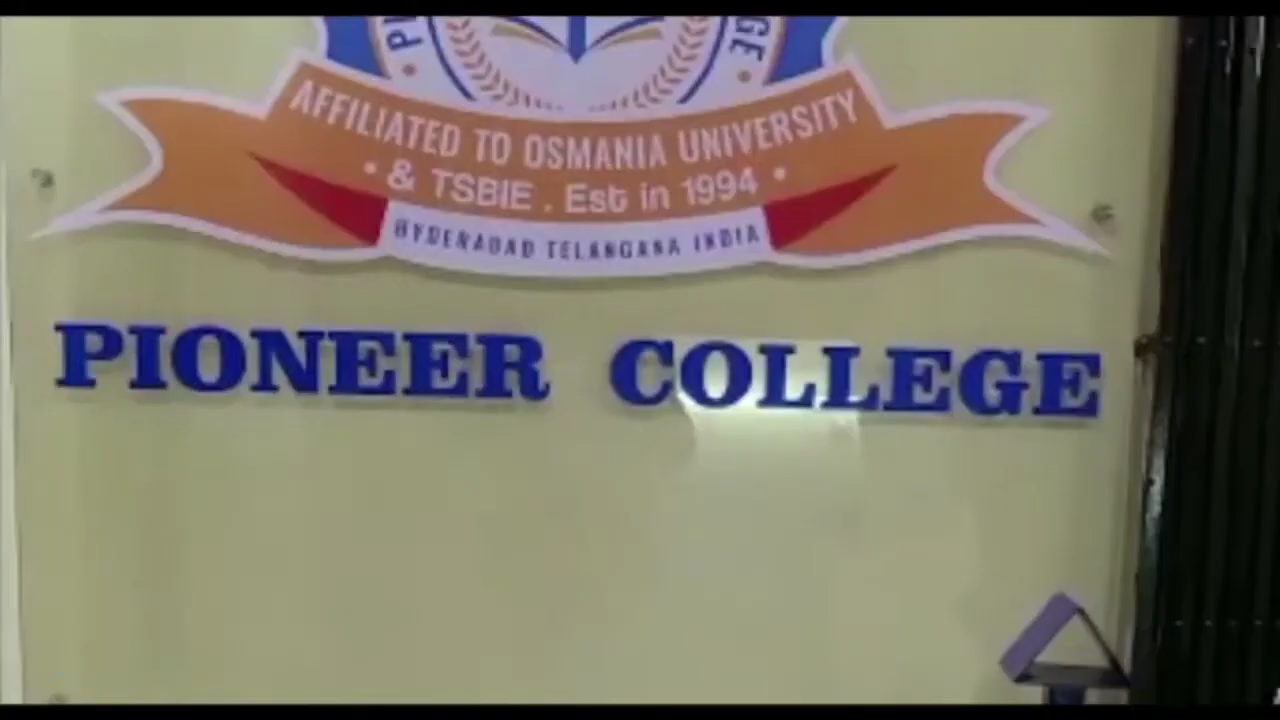 AFFILIATED TO OSMANIA UNIVERSITY
• & TSBIE . Est in 1994 •
HYDERABAD TELANGANA INDIA
PIONEER COLLEGE